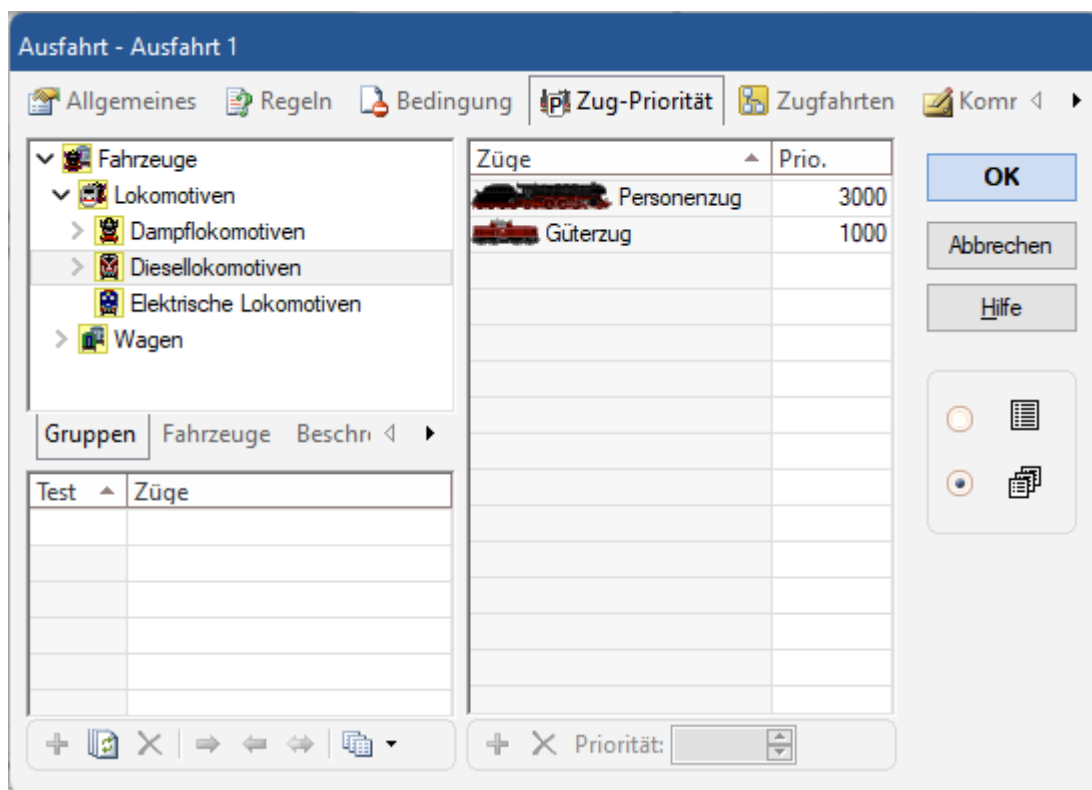 Ausfahrt - Ausfahrt 1
Allgemeines Regeln Bedingung Zug-Priorität Zugfahrten Komr
Fahrzeuge
Lokomotiven
Dampflokomotiven
Diesellokomotiven
Elektrische Lokomotiven
Wagen
Gruppen Fahrzeuge Beschr
Test Züge
Züge Prio.
Personenzug 3000
Güterzug 1000
Priorität:
OK
Abbrechen
Hilfe